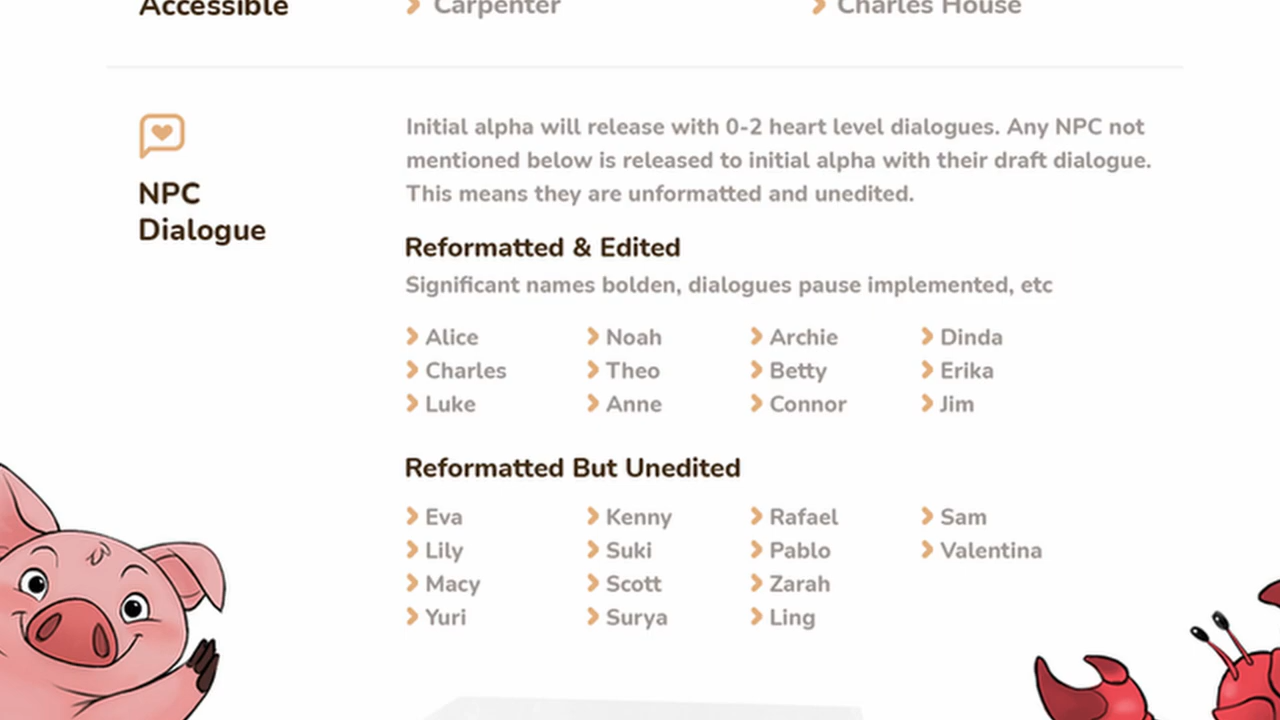 Accessible
Carpenter
Charles House
NPC
Dialogue
Initial alpha will release with 0-2 heart level dialogues. Any NPC not
mentioned below is released to initial alpha with their draft dialogue.
This means they are unformatted and unedited.
Reformatted & Edited
Significant names bolden, dialogues pause implemented, etc
Alice Noah Archie Dinda
Charles Theo Betty Erika
Luke Anne Connor Jim
Reformatted But Unedited
Eva Kenny Rafael Sam
Lily Suki Pablo Valentina
Macy Scott Zarah
Yuri Surya Ling